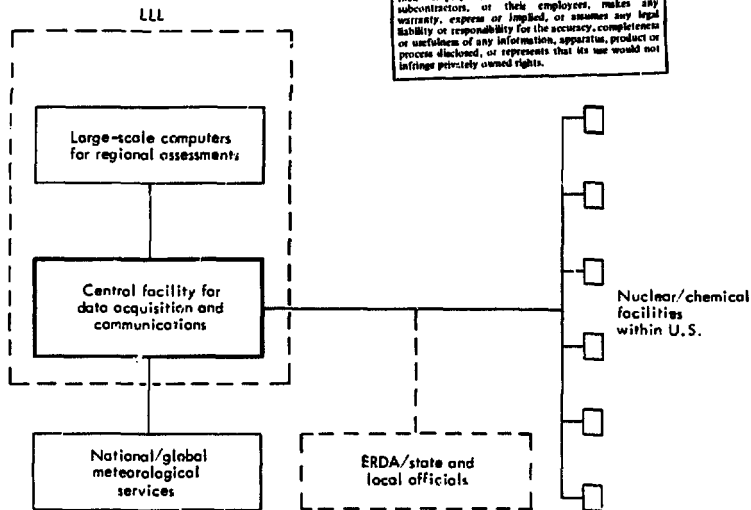 LLL
subcontractors, or their employees, makes any
warranty, express or implied, or assumes any legal
liability or responsibility for the accuracy, completeness
or usefulness of any information, apparatus, product or
process disclosed, or represents that its use would not
infringe privately owned rights.
Large-scale computers
for regional assessments
Central facility for
data acquisition and
communications
Nuclear/chemical
facilities
within U.S.
National/global
meteorological
services
ERDA/state and
local officials